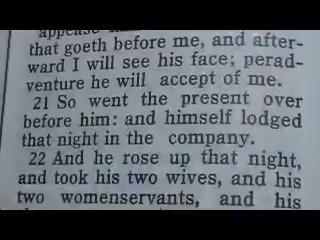 appease
that goeth before me, and after-
ward I will see his face; perad-
venture he will accept of me.
21 So went the present over
before him: and himself lodged
that night in the company.
22 And he rose up that night,
and took his two wives, and his
two womenservants, and his